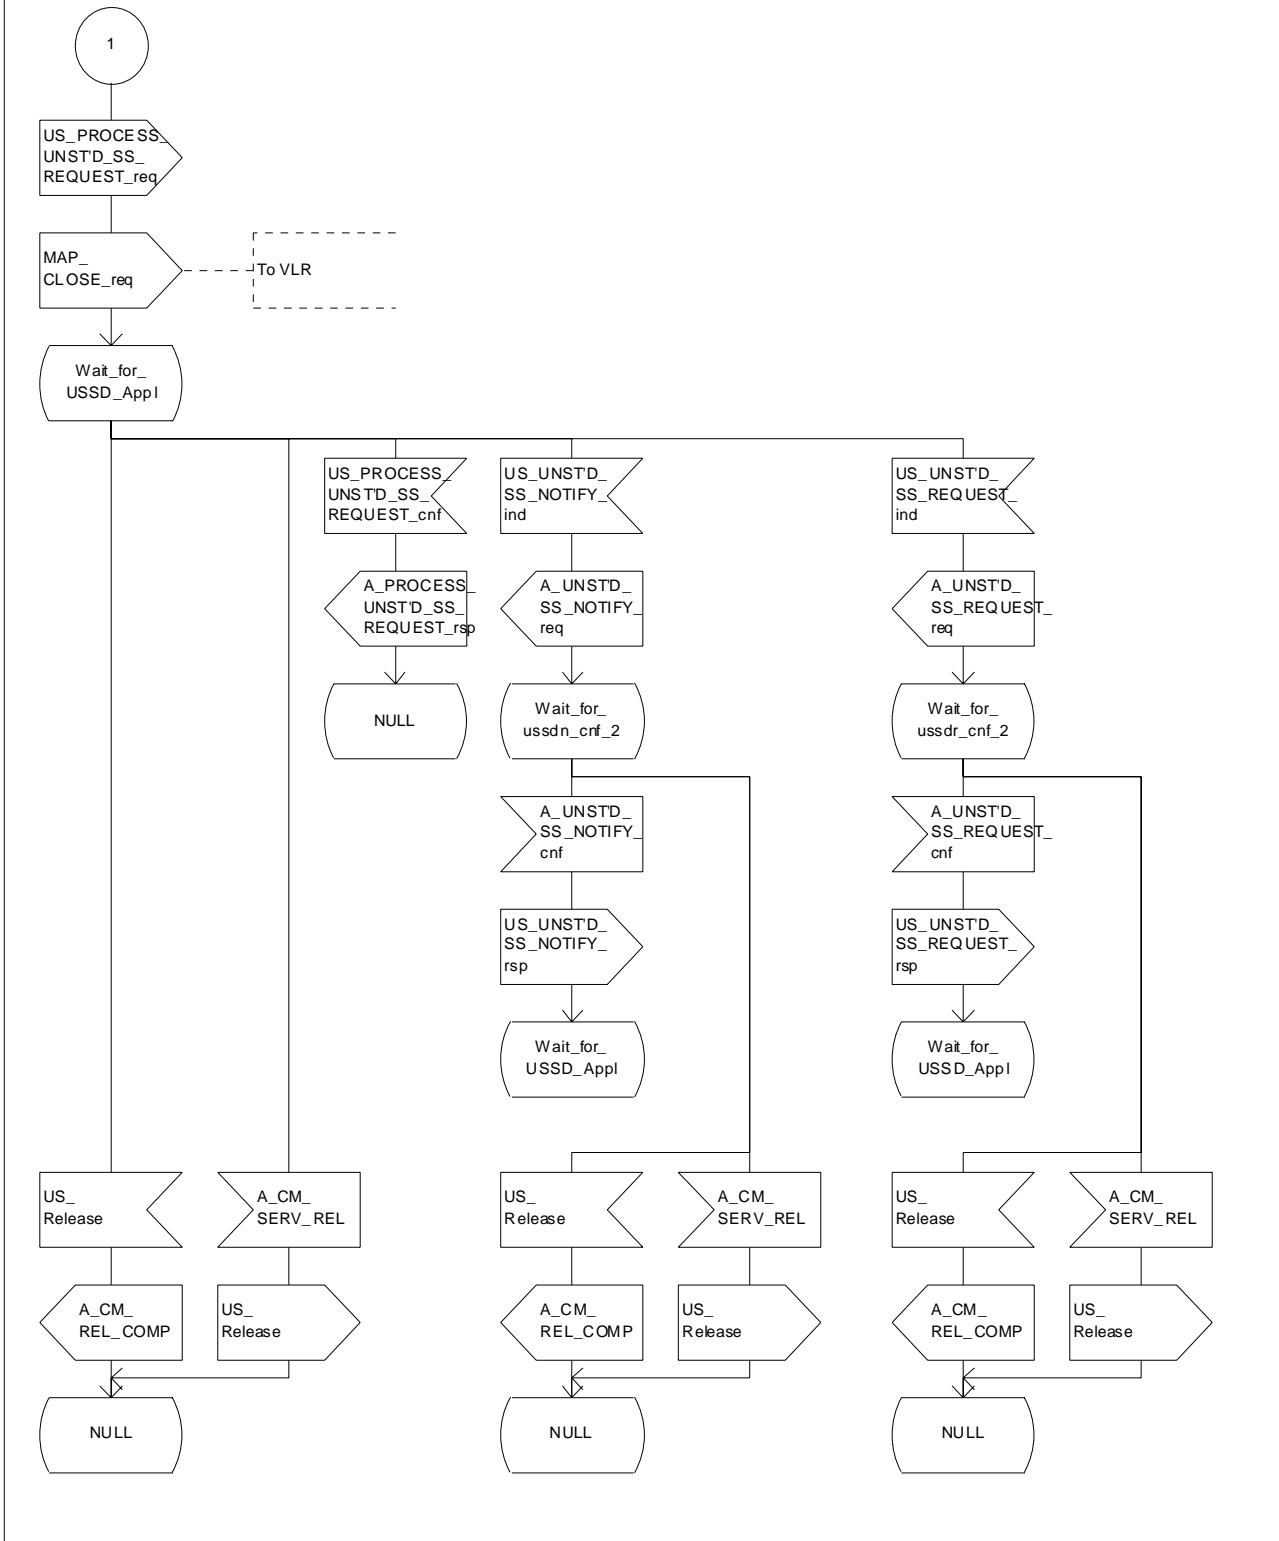 1
US_PROCESS_
UNST'D_SS_
REQUEST_req
MAP_
CLOSE_req
To VLR
Wait_for_
USSD_Appl
US_PROCESS_
UNST'D_SS_
REQUEST_cnf
US_UNST'D_
SS_NOTIFY_
ind
US_UNST'D_
SS_REQUEST_
ind
A_PROCESS_
UNST'D_SS_
REQUEST_rsp
A_UNST'D_
SS_NOTIFY_
req
A_UNST'D_
SS_REQUEST_
req
NULL
Wait_for_
ussdn_cnf_2
Wait_for_
ussdr_cnf_2
A_UNST'D_
SS_NOTIFY_
cnf
A_UNST'D_
SS_REQUEST_
cnf
US_UNST'D_
SS_NOTIFY_
rsp
US_UNST'D_
SS_REQUEST_
rsp
Wait_for_
USSD_Appl
Wait_for_
USSD_Appl
US_
Release
A_CM_
SERV_REL
US_
Release
A_CM_
SERV_REL
US_
Release
A_CM_
SERV_REL
A_CM_
REL_COMP
US_
Release
A_CM_
REL_COMP
US_
Release
A_CM_
REL_COMP
US_
Release
NULL
NULL
NULL